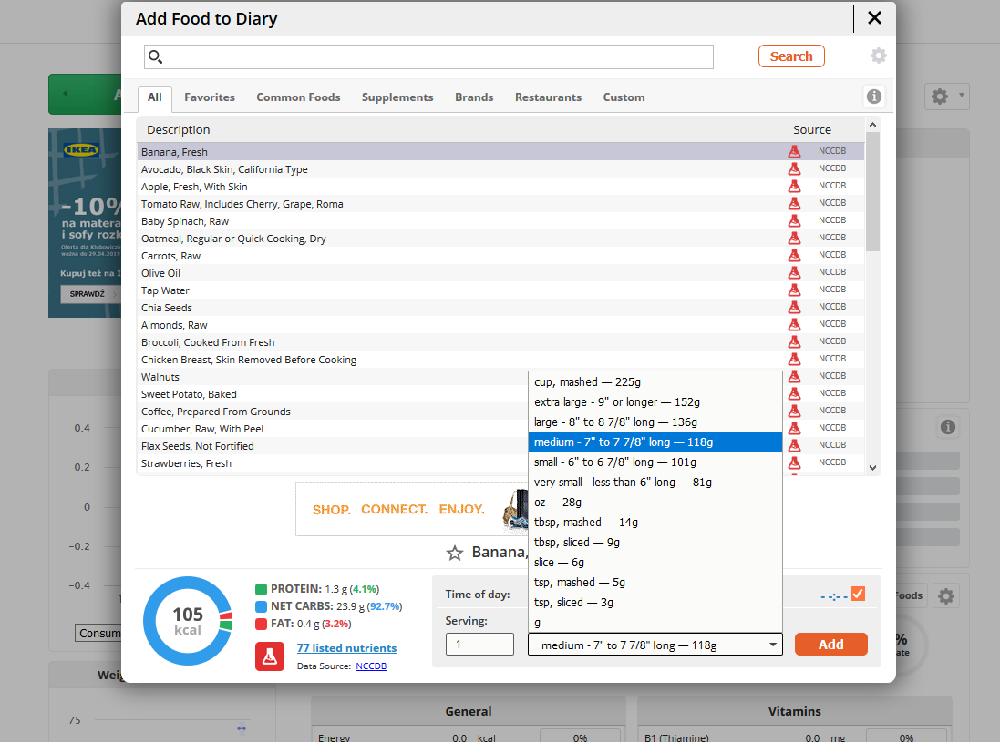 Add Food to Diary
Search
All Favorites Common Foods Supplements Brands Restaurants Custom
Description Source
Banana, Fresh NCCDB
Avocado, Black Skin, California Type NCCDB
Apple, Fresh, With Skin NCCDB
Tomato Raw, Includes Cherry, Grape, Roma NCCDB
Baby Spinach, Raw NCCDB
Oatmeal, Regular or Quick Cooking, Dry NCCDB
Carrots, Raw NCCDB
Olive Oil NCCDB
Tap Water NCCDB
Chia Seeds NCCDB
Almonds, Raw NCCDB
Broccoli, Cooked From Fresh NCCDB
Chicken Breast, Skin Removed Before Cooking NCCDB
Walnuts NCCDB
Sweet Potato, Baked NCCDB
Coffee, Prepared From Grounds NCCDB
Cucumber, Raw, With Peel NCCDB
Flax Seeds, Not Fortified NCCDB
Strawberries, Fresh NCCDB
cup, mashed — 225g
extra large - 9" or longer — 152g
large - 8" to 8 7/8" long — 136g
medium - 7" to 7 7/8" long — 118g
small - 6" to 6 7/8" long — 101g
very small - less than 6" long — 81g
oz — 28g
tbsp, mashed — 14g
tbsp, sliced — 9g
slice — 6g
tsp, mashed — 5g
tsp, sliced — 3g
g
SHOP. CONNECT. ENJOY.
Banana,
105
kcal
PROTEIN: 1.3 g (4.1%)
NET CARBS: 23.9 g (92.7%)
FAT: 0.4 g (3.2%)
77 listed nutrients
Data Source: NCCDB
Time of day: - -:- -
Serving:
1 medium - 7" to 7 7/8" long — 118g Add
IKEA
-10%
na matera
i sofy rozk
Oferta dla Klubowiczó
ważna do 29.04.2019
Kupuj też na I
SPRAWDŹ
0.4
0.2
0
−0.2
−0.4
Consum
Weig
75
Foods
%
ate
General Vitamins
Energy 0.0 kcal 0% B1 (Thiamine) 0.0 mg 0%